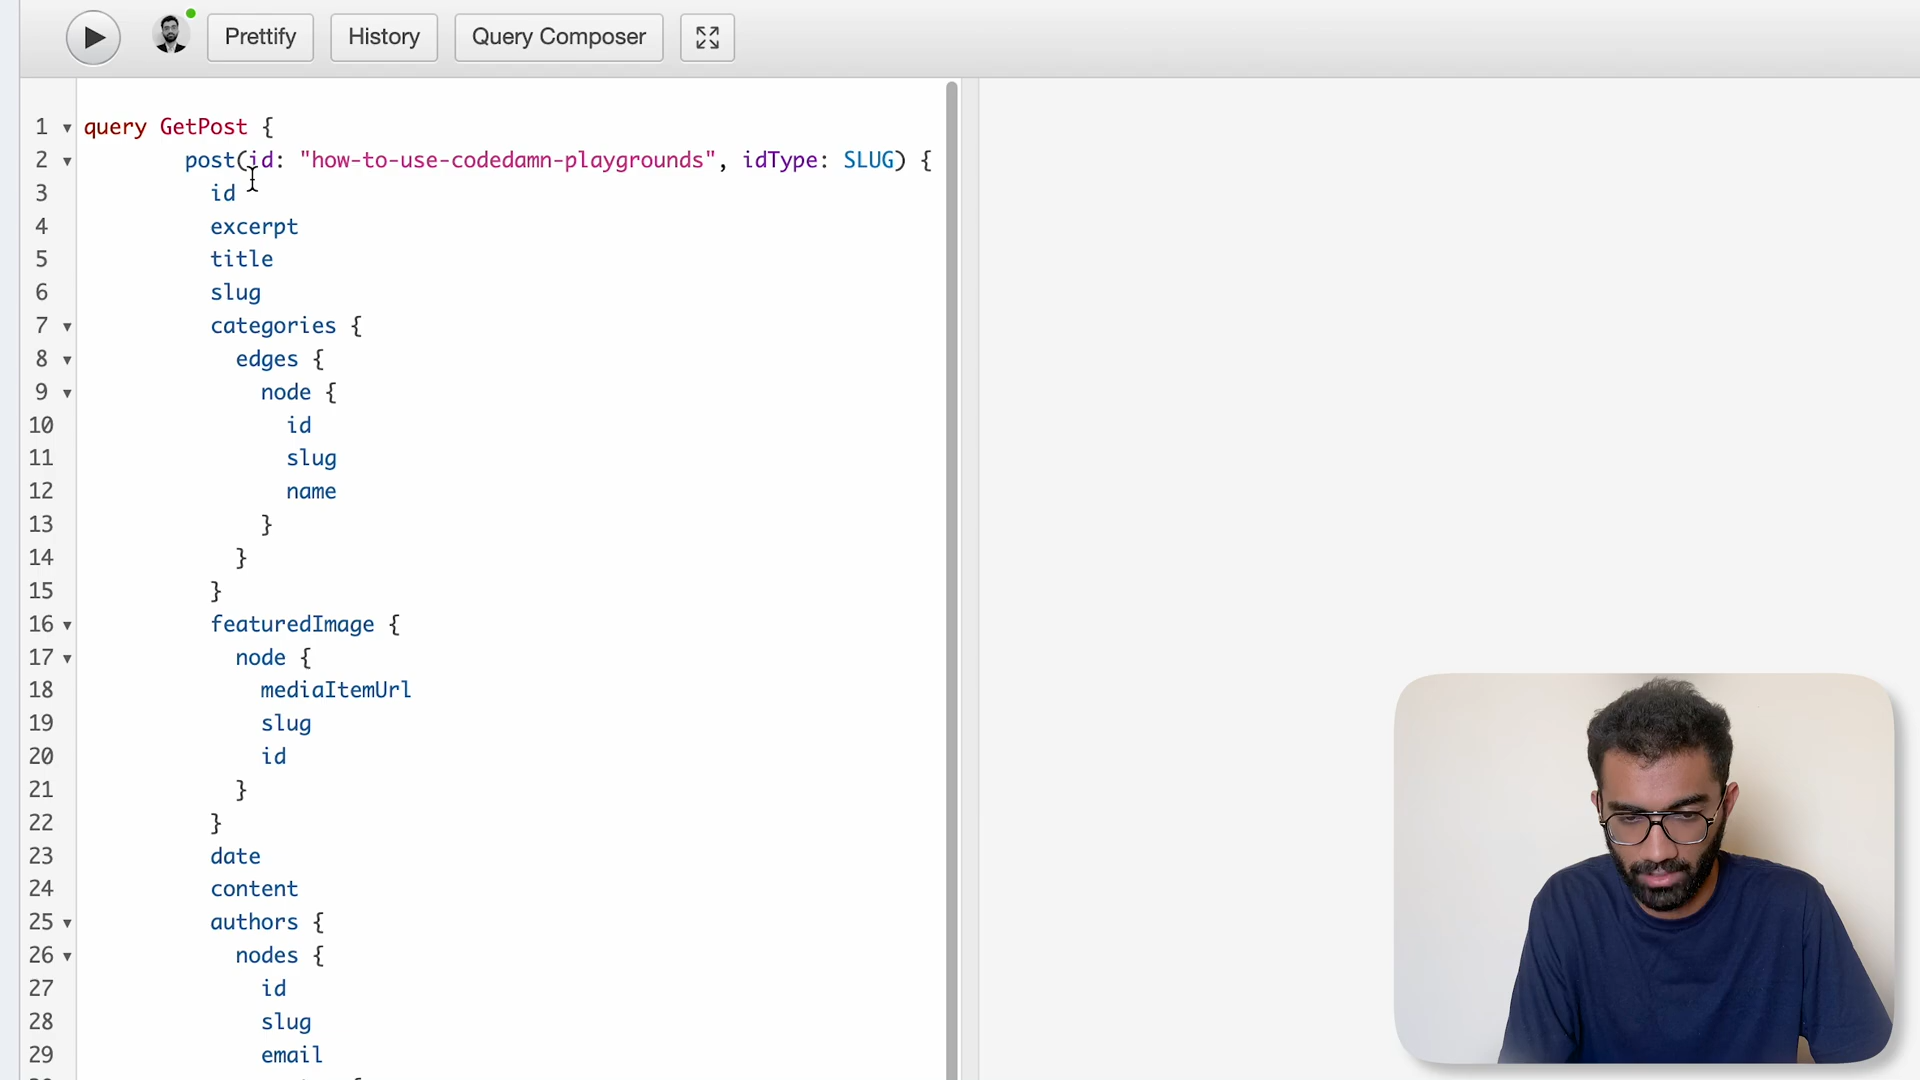 Prettify
History
Query Composer
1 query GetPost {
2 post(id: "how-to-use-codedamn-playgrounds", idType: SLUG) {
3 id
4 excerpt
5 title
6 slug
7 categories {
8 edges {
9 node {
10 id
11 slug
12 name
13 }
14 }
15 }
16 featuredImage {
17 node {
18 mediaItemUrl
19 slug
20 id
21 }
22 }
23 date
24 content
25 authors {
26 nodes {
27 id
28 slug
29 email